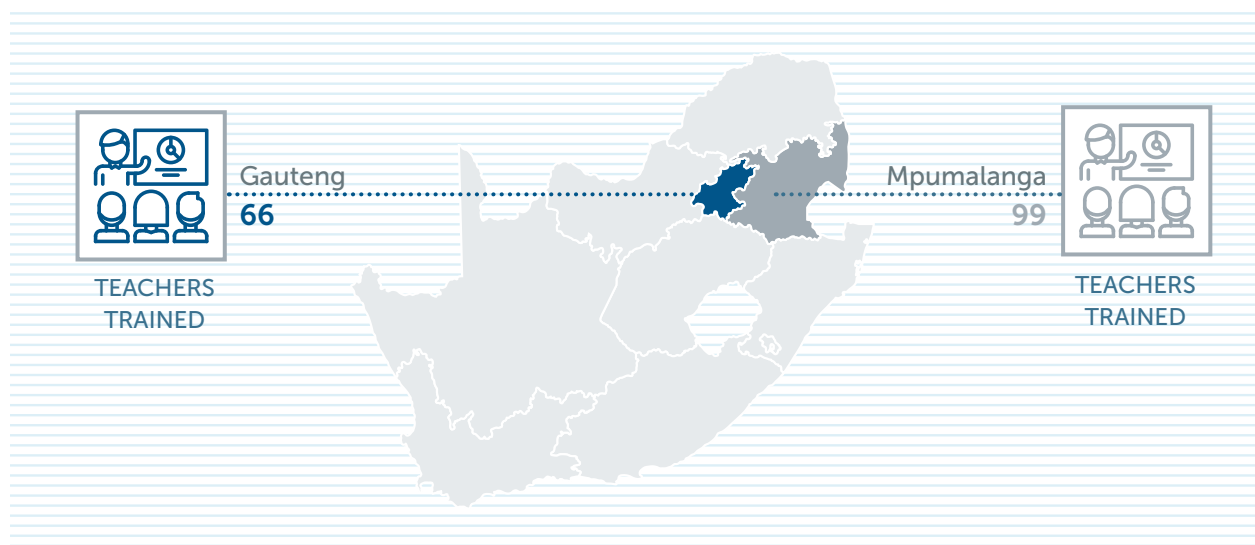 Gauteng
66
TEACHERS
TRAINED
Mpumalanga
99
TEACHERS
TRAINED